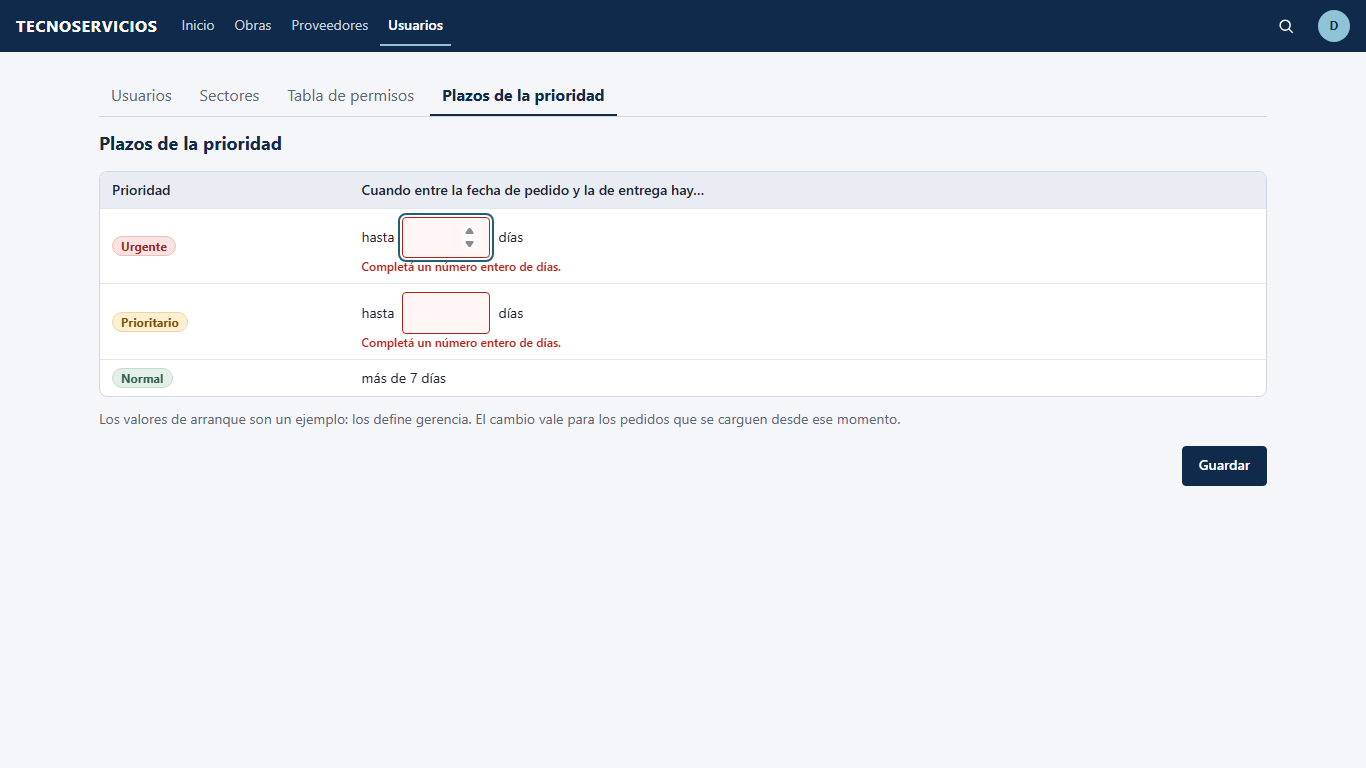 TECNOSERVICIOS Inicio Obras Proveedores Usuarios D
Usuarios Sectores Tabla de permisos Plazos de la prioridad
Plazos de la prioridad
Prioridad Cuando entre la fecha de pedido y la de entrega hay...
Urgente hasta días
Completá un número entero de días.
Prioritario hasta días
Completá un número entero de días.
Normal más de 7 días
Los valores de arranque son un ejemplo: los define gerencia. El cambio vale para los pedidos que se carguen desde ese momento.
Guardar